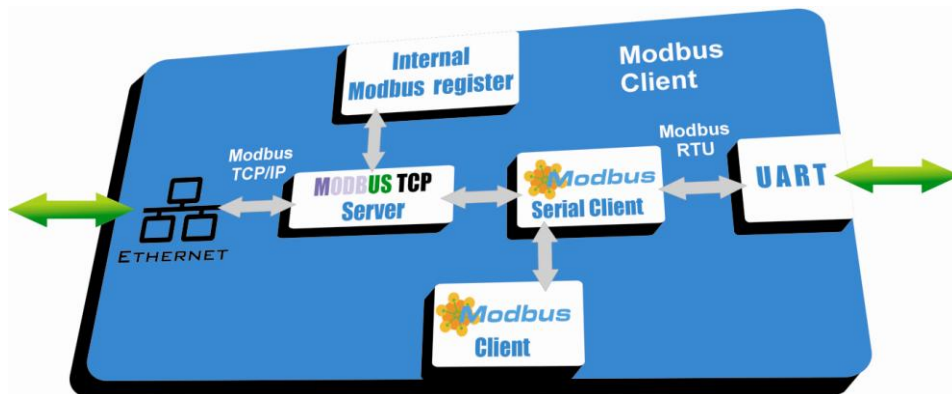 Internal
Modbus register
Modbus
Client
Modbus
TCP/IP
Modbus
RTU
MODBUS TCP
Server
Modbus
Serial Client
UART
ETHERNET
Modbus
Client